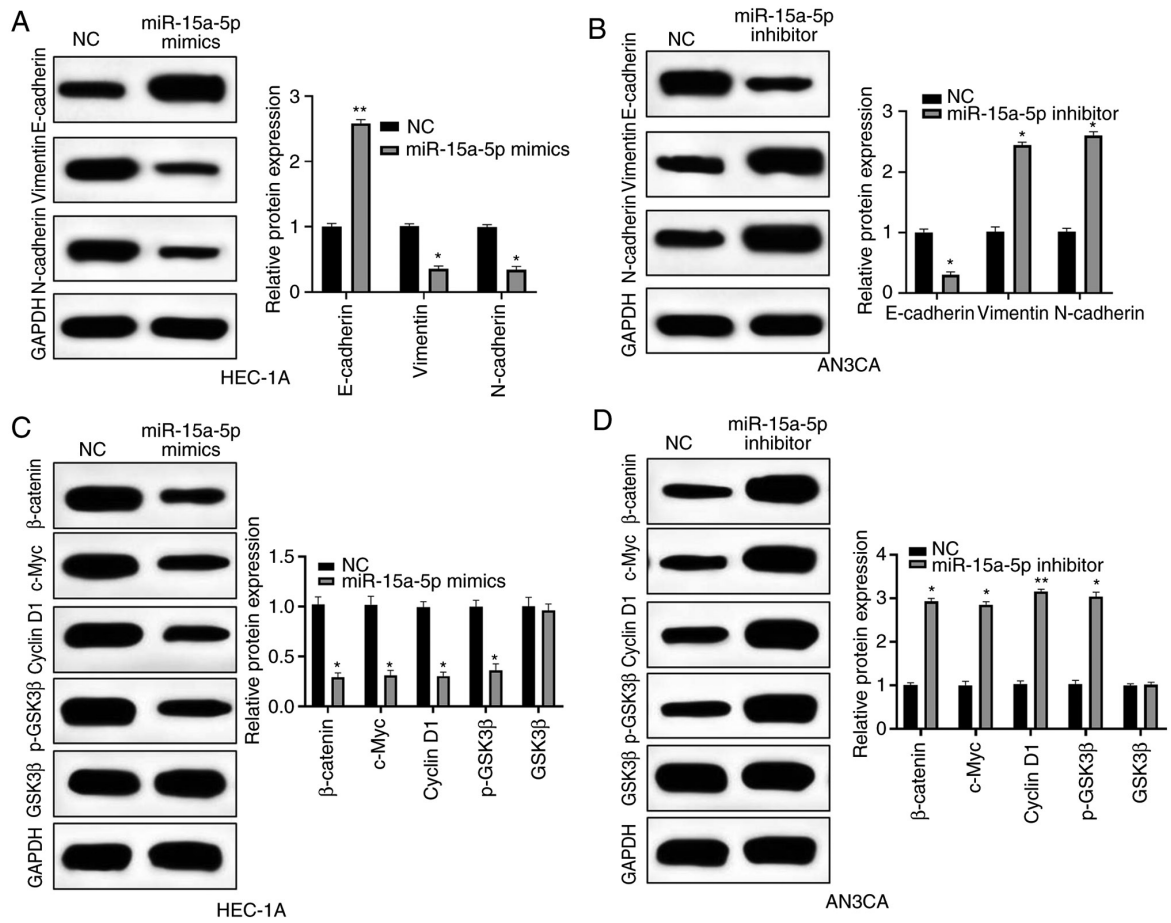 A
NC
miR-15a-5p
mimics
E-cadherin
Vimentin
N-cadherin
GAPDH
HEC-1A
Relative protein expression
3
2
1
0
**
*
*
NC
miR-15a-5p mimics
E-cadherin
Vimentin
N-cadherin
B
NC
miR-15a-5p
inhibitor
E-cadherin
Vimentin
N-cadherin
GAPDH
AN3CA
Relative protein expression
3
2
1
0
NC
miR-15a-5p inhibitor
*
*
*
E-cadherin Vimentin N-cadherin
C
NC
miR-15a-5p
mimics
β-catenin
c-Myc
Cyclin D1
p-GSK3β
GSK3β
GAPDH
HEC-1A
Relative protein expression
1.5
1.0
0.5
0.0
NC
miR-15a-5p mimics
*
*
*
*
β-catenin
c-Myc
Cyclin D1
p-GSK3β
GSK3β
D
NC
miR-15a-5p
inhibitor
β-catenin
c-Myc
Cyclin D1
p-GSK3β
GSK3β
GAPDH
AN3CA
Relative protein expression
4
3
2
1
0
NC
miR-15a-5p inhibitor
*
*
**
*
β-catenin
c-Myc
Cyclin D1
p-GSK3β
GSK3β